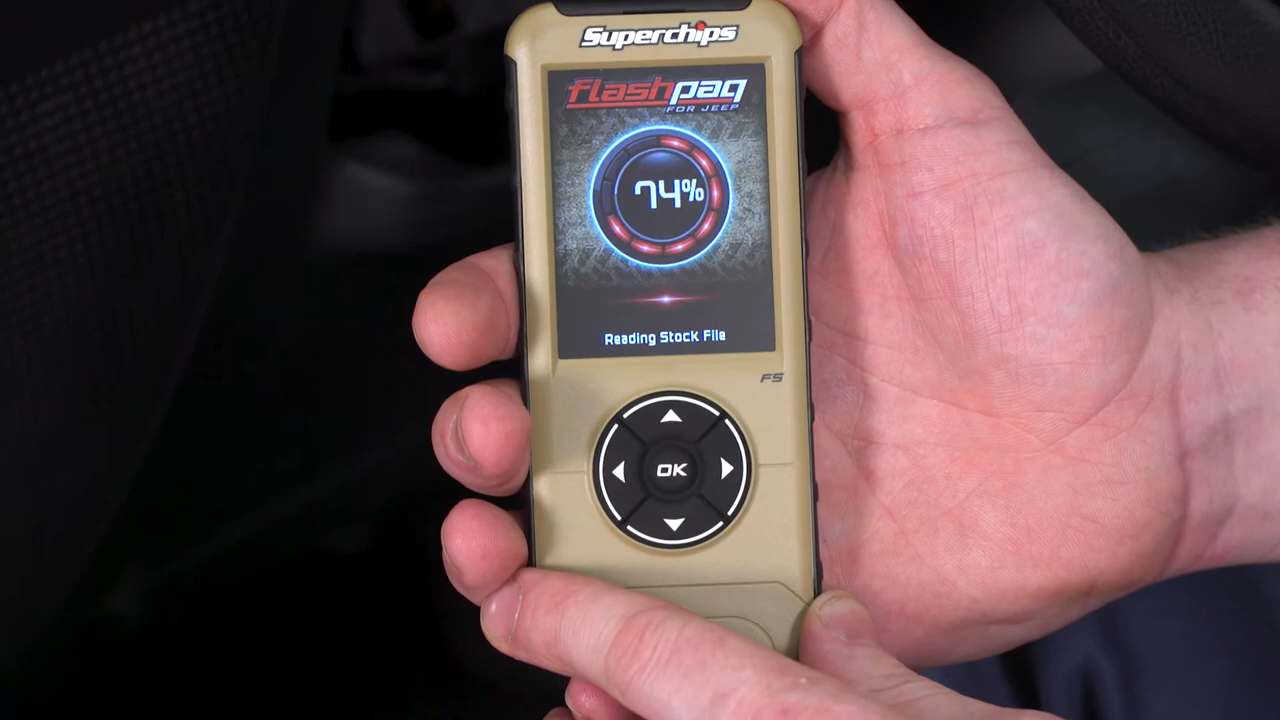 Superchips
flashpaq
FOR JEEP
74%
Reading Stock File
F5
OK